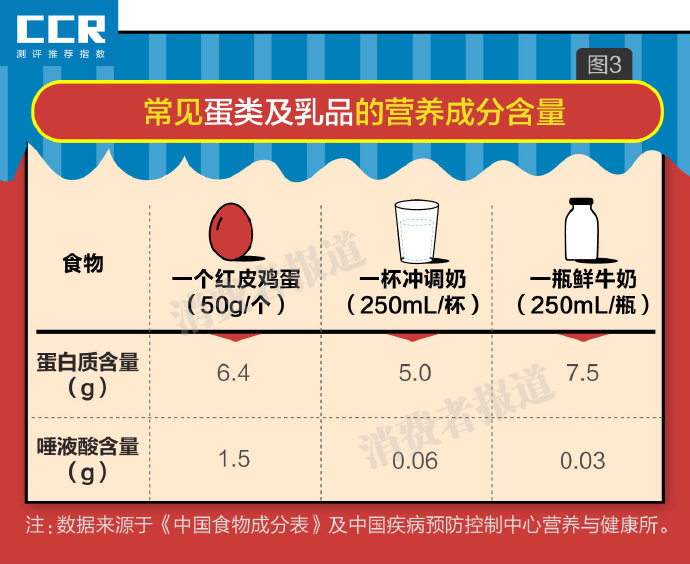 CCR
测评推荐指数
图3
常见蛋类及乳品的营养成分含量
食物
一个红皮鸡蛋
（50g/个）
一杯冲调奶
（250mL/杯）
一瓶鲜牛奶
（250mL/瓶）
蛋白质含量
（g）
6.4
5.0
7.5
唾液酸含量
（g）
1.5
0.06
0.03
消费者报道
消费者报道
注：数据来源于《中国食物成分表》及中国疾病预防控制中心营养与健康所。